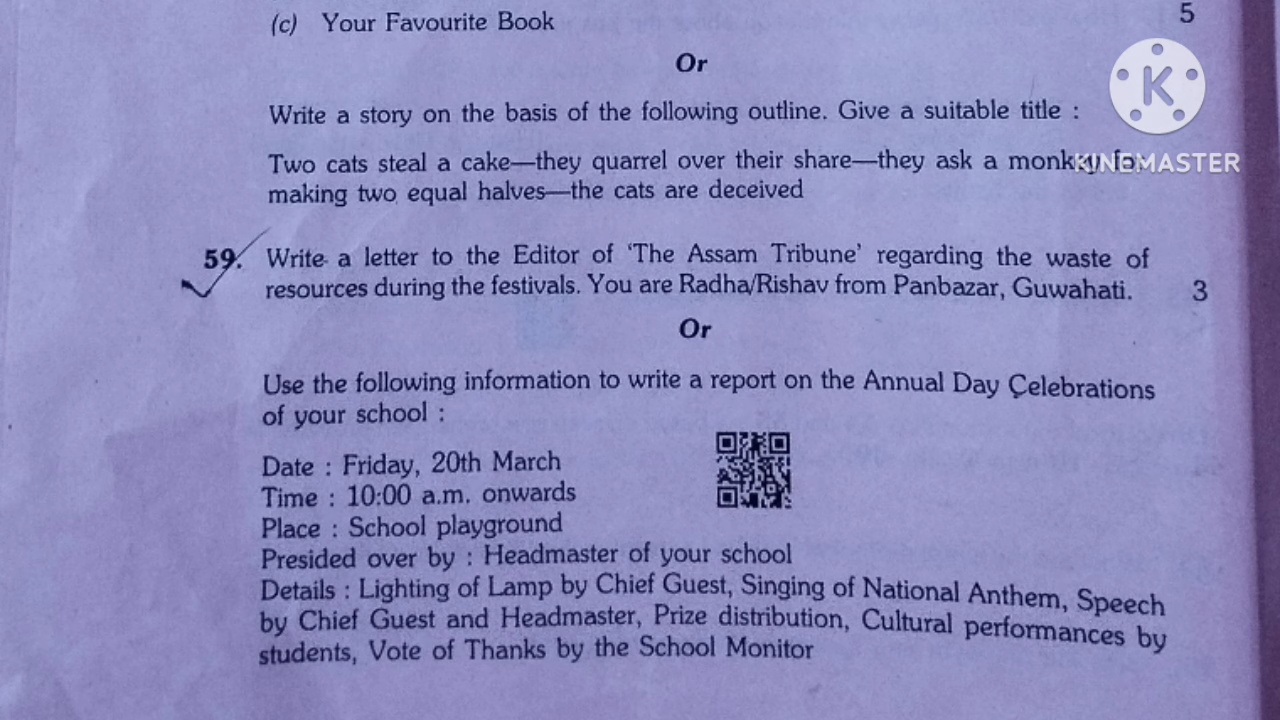 (c) Your Favourite Book 5
Or
Write a story on the basis of the following outline. Give a suitable title :
Two cats steal a cake—they quarrel over their share—they ask a monkey for
making two equal halves—the cats are deceived
59. Write a letter to the Editor of ‘The Assam Tribune’ regarding the waste of
resources during the festivals. You are Radha/Rishav from Panbazar, Guwahati. 3
Or
Use the following information to write a report on the Annual Day Celebrations
of your school :
Date : Friday, 20th March
Time : 10:00 a.m. onwards
Place : School playground
Presided over by : Headmaster of your school
Details : Lighting of Lamp by Chief Guest, Singing of National Anthem, Speech
by Chief Guest and Headmaster, Prize distribution, Cultural performances by
students, Vote of Thanks by the School Monitor
K
KINEMASTER